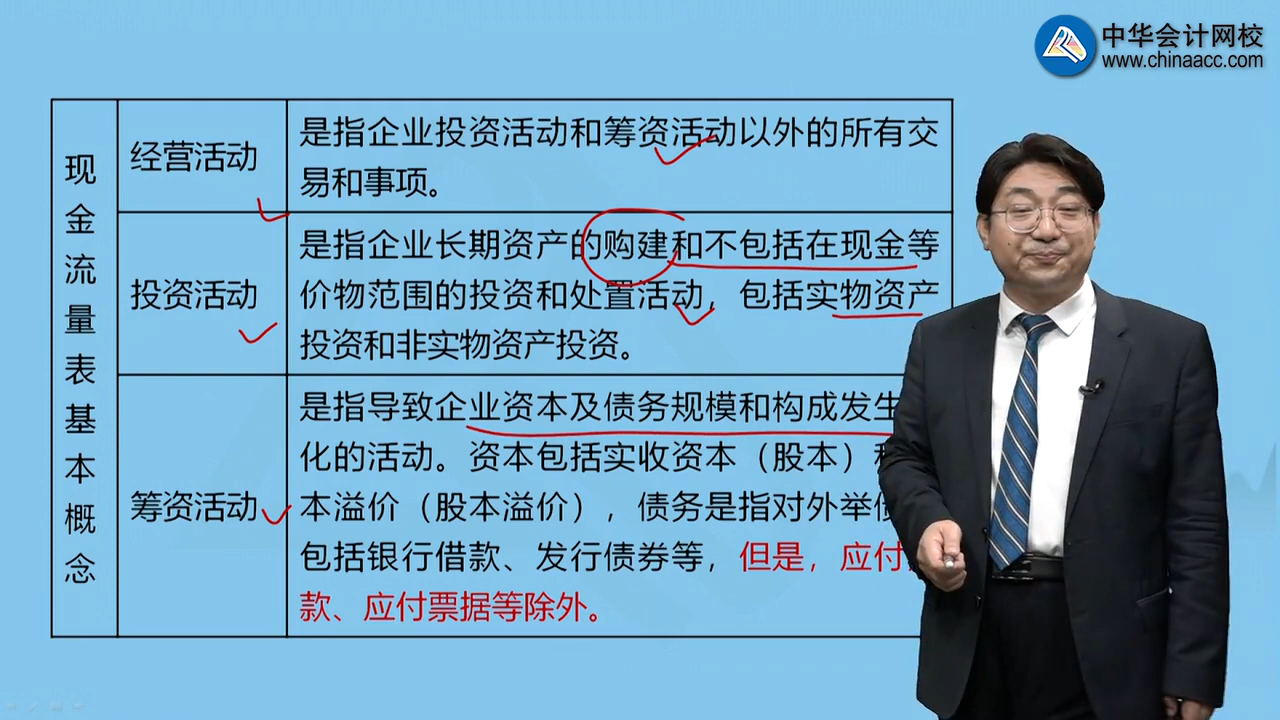 中华会计网校
www.chinaacc.com
现金流量表基本概念
经营活动
是指企业投资活动和筹资活动以外的所有交
易和事项。
投资活动
是指企业长期资产的购建和不包括在现金等
价物范围的投资和处置活动，包括实物资产
投资和非实物资产投资。
筹资活动
是指导致企业资本及债务规模和构成发生
化的活动。资本包括实收资本（股本）
本溢价（股本溢价），债务是指对外举
包括银行借款、发行债券等，但是，应付
款、应付票据等除外。